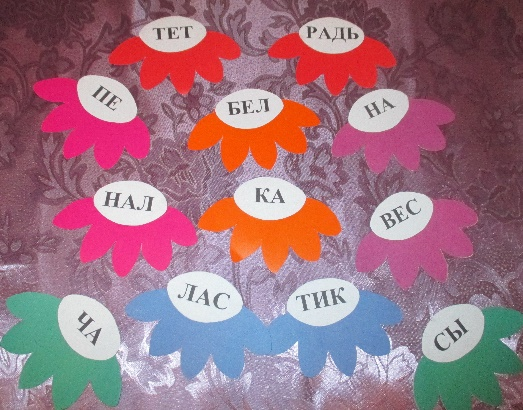 ТЕТ РАДЬ
ПЕ БЕЛ НА
НАЛ КА ВЕС
ЧА ЛАС ТИК СЫ